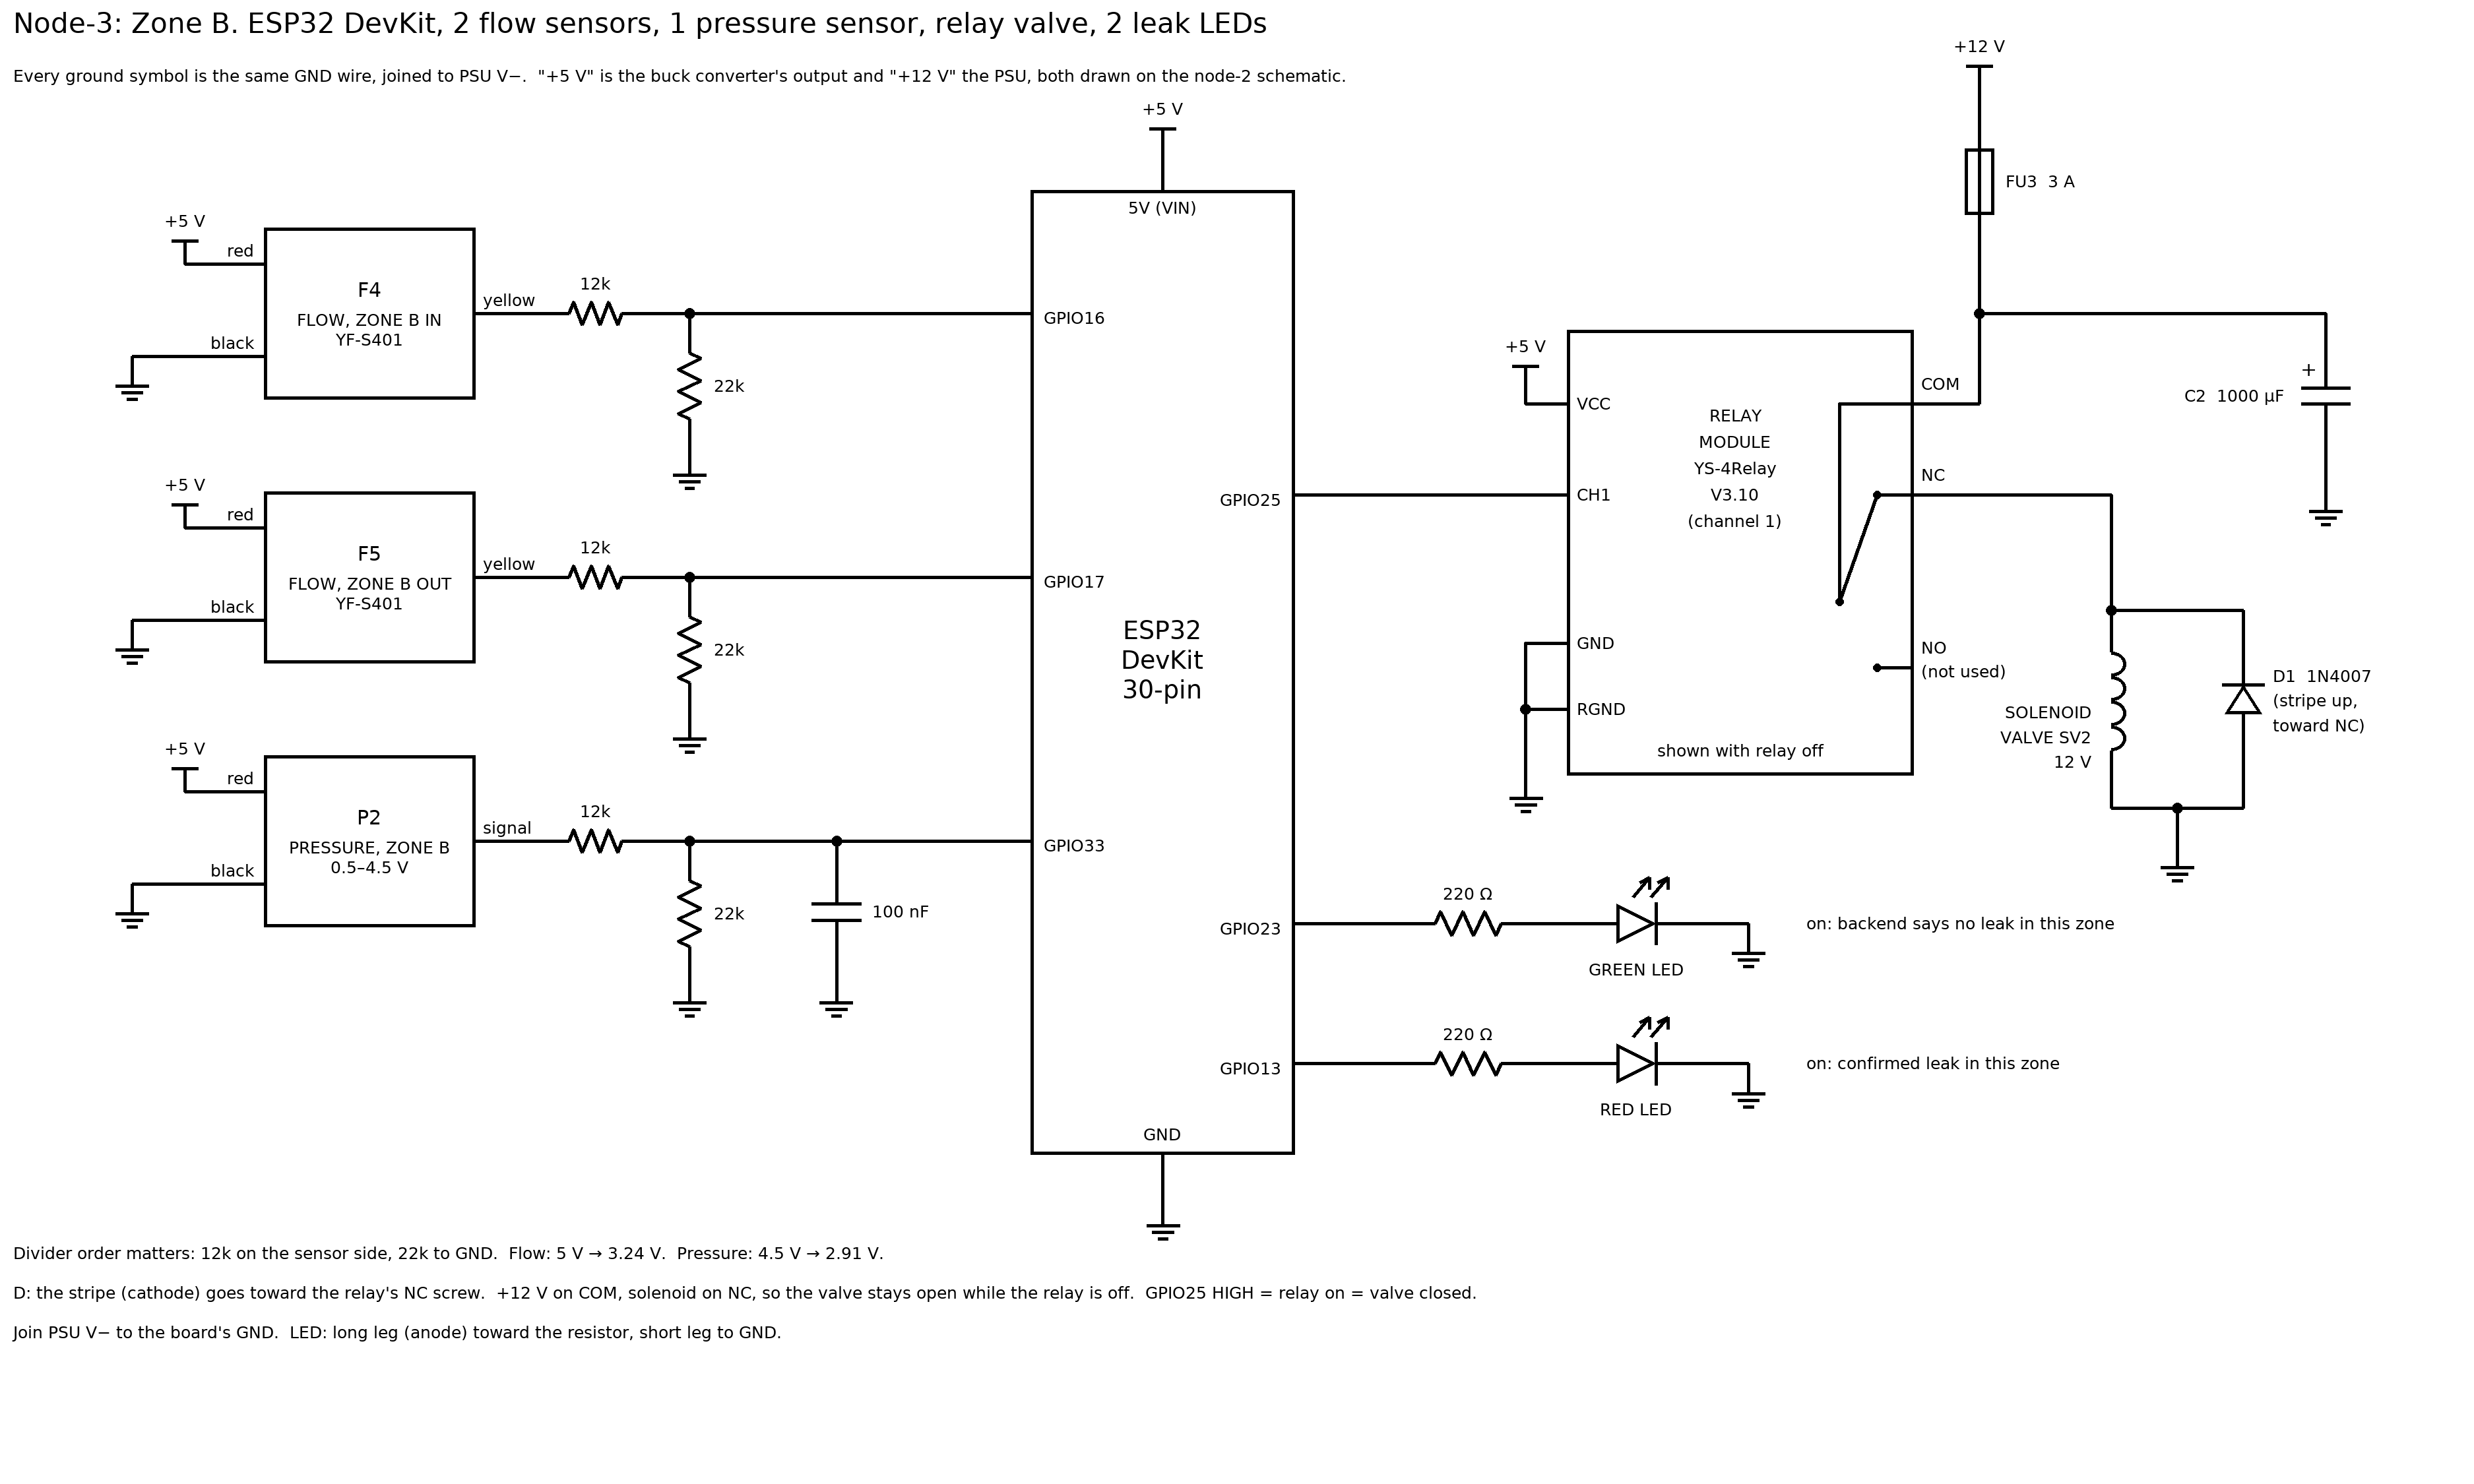 Node-3: Zone B. ESP32 DevKit, 2 flow sensors, 1 pressure sensor, relay valve, 2 leak LEDs
Every ground symbol is the same GND wire, joined to PSU V−. "+5 V" is the buck converter's output and "+12 V" the PSU, both drawn on the node-2 schematic.
+12 V
FU3 3 A
+5 V
5V (VIN)
+5 V
red
black
F4
FLOW, ZONE B IN
YF-S401
yellow
12k
22k
GPIO16
+5 V
red
black
F5
FLOW, ZONE B OUT
YF-S401
yellow
12k
22k
GPIO17
+5 V
red
black
P2
PRESSURE, ZONE B
0.5–4.5 V
signal
12k
22k
100 nF
GPIO33
ESP32
DevKit
30-pin
GPIO25
GPIO23
GPIO13
GND
+5 V
VCC
CH1
GND
RGND
RELAY
MODULE
YS-4Relay
V3.10
(channel 1)
shown with relay off
COM
NC
NO
(not used)
+
C2 1000 µF
SOLENOID
VALVE SV2
12 V
D1 1N4007
(stripe up,
toward NC)
220 Ω
GREEN LED
on: backend says no leak in this zone
220 Ω
RED LED
on: confirmed leak in this zone
Divider order matters: 12k on the sensor side, 22k to GND. Flow: 5 V → 3.24 V. Pressure: 4.5 V → 2.91 V.
D: the stripe (cathode) goes toward the relay's NC screw. +12 V on COM, solenoid on NC, so the valve stays open while the relay is off. GPIO25 HIGH = relay on = valve closed.
Join PSU V− to the board's GND. LED: long leg (anode) toward the resistor, short leg to GND.